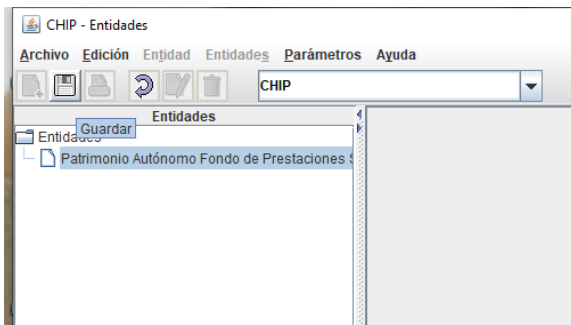 CHIP - Entidades
Archivo Edición Entidad Entidades Parámetros Ayuda
CHIP
Entidades
Guardar
Entidades
Patrimonio Autónomo Fondo de Prestaciones